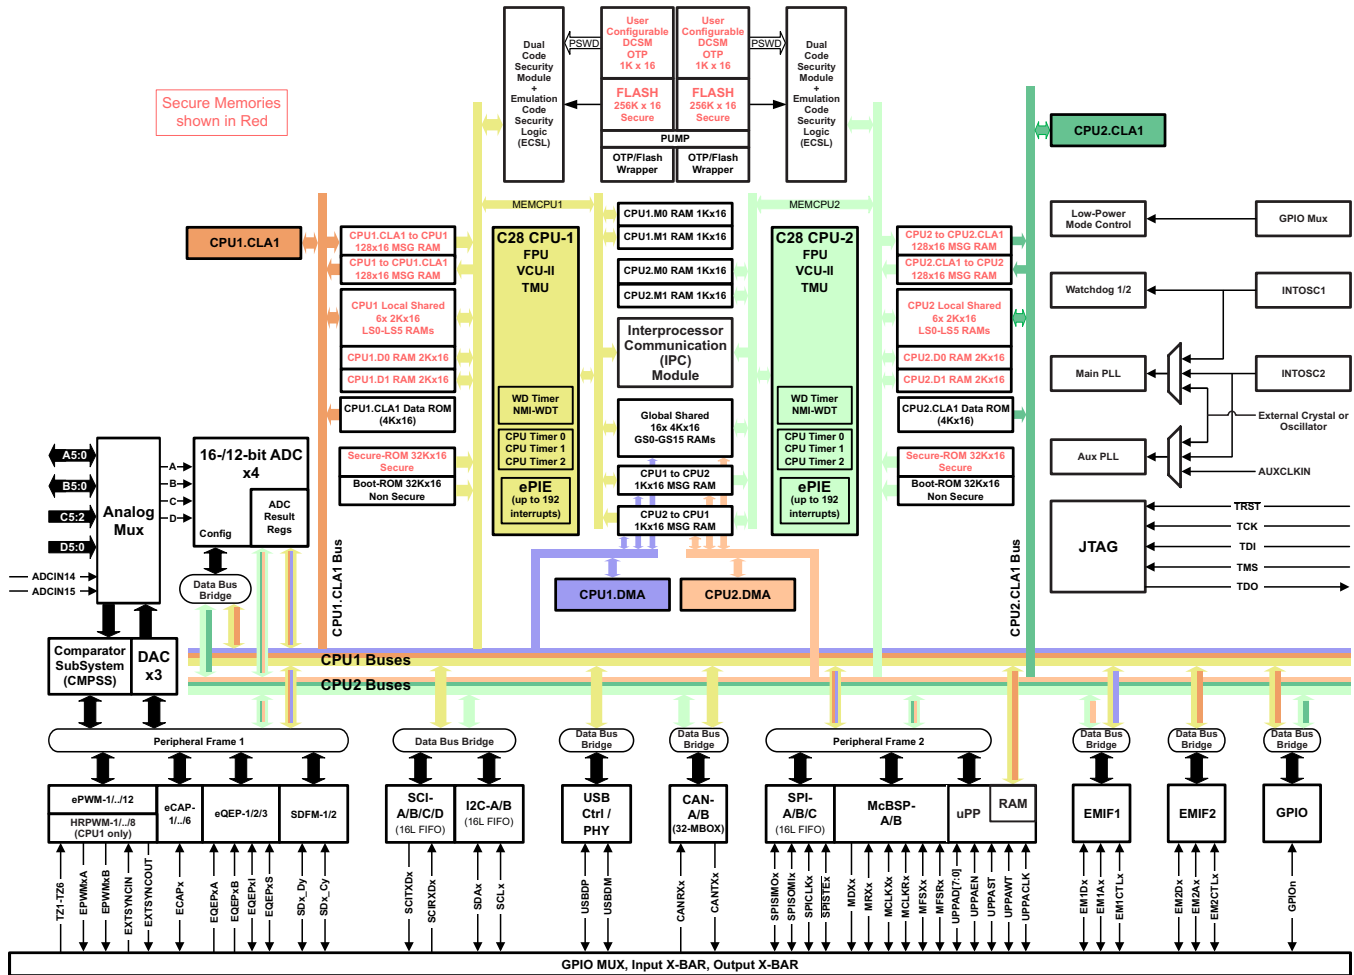 Secure Memories
shown in Red
Dual
Code
Security
Module
+
Emulation
Code
Security
Logic
(ECSL)
PSWD
User
Configurable
DCSM
OTP
1K x 16
User
Configurable
DCSM
OTP
1K x 16
PSWD
FLASH
256K x 16
Secure
FLASH
256K x 16
Secure
PUMP
OTP/Flash
Wrapper
OTP/Flash
Wrapper
Dual
Code
Security
Module
+
Emulation
Code
Security
Logic
(ECSL)
CPU2.CLA1
MEMCPU1
MEMCPU2
CPU1.CLA1
CPU1.CLA1 to CPU1
128x16 MSG RAM
CPU1 to CPU1.CLA1
128x16 MSG RAM
CPU1 Local Shared
6x 2Kx16
LS0-LS5 RAMs
CPU1.D0 RAM 2Kx16
CPU1.D1 RAM 2Kx16
CPU1.CLA1 Data ROM
(4Kx16)
Secure-ROM 32Kx16
Secure
Boot-ROM 32Kx16
Non Secure
CPU1.CLA1 Bus
C28 CPU-1
FPU
VCU-II
TMU
WD Timer
NMI-WDT
CPU Timer 0
CPU Timer 1
CPU Timer 2
ePIE
(up to 192
interrupts)
CPU1.M0 RAM 1Kx16
CPU1.M1 RAM 1Kx16
CPU2.M0 RAM 1Kx16
CPU2.M1 RAM 1Kx16
Interprocessor
Communication
(IPC)
Module
Global Shared
16x 4Kx16
GS0-GS15 RAMs
CPU1 to CPU2
1Kx16 MSG RAM
CPU2 to CPU1
1Kx16 MSG RAM
CPU1.DMA
CPU2.DMA
C28 CPU-2
FPU
VCU-II
TMU
WD Timer
NMI-WDT
CPU Timer 0
CPU Timer 1
CPU Timer 2
ePIE
(up to 192
interrupts)
CPU2 to CPU2.CLA1
128x16 MSG RAM
CPU2.CLA1 to CPU2
128x16 MSG RAM
CPU2 Local Shared
6x 2Kx16
LS0-LS5 RAMs
CPU2.D0 RAM 2Kx16
CPU2.D1 RAM 2Kx16
CPU2.CLA1 Data ROM
(4Kx16)
Secure-ROM 32Kx16
Secure
Boot-ROM 32Kx16
Non Secure
CPU2.CLA1 Bus
Low-Power
Mode Control
GPIO Mux
Watchdog 1/2
INTOSC1
Main PLL
INTOSC2
External Crystal or
Oscillator
Aux PLL
AUXCLKIN
JTAG
TRST
TCK
TDI
TMS
TDO
A5:0
B5:0
C5:2
D5:0
ADCIN14
ADCIN15
Analog
Mux
A
B
C
D
16-/12-bit ADC
x4
ADC
Result
Regs
Config
Data Bus
Bridge
Comparator
SubSystem
(CMPSS)
DAC
x3
CPU1 Buses
CPU2 Buses
Peripheral Frame 1
Data Bus Bridge
Data Bus
Bridge
Data Bus
Bridge
Peripheral Frame 2
Data Bus
Bridge
Data Bus
Bridge
Data Bus
Bridge
ePWM-1/../12
HRPWM-1/../8
(CPU1 only)
eCAP-
1/../6
eQEP-1/2/3
SDFM-1/2
SCI-
A/B/C/D
(16L FIFO)
I2C-A/B
(16L FIFO)
USB
Ctrl /
PHY
CAN-
A/B
(32-MBOX)
SPI-
A/B/C
(16L FIFO)
McBSP-
A/B
uPP
RAM
EMIF1
EMIF2
GPIO
TZ1-TZ6
EPWMxA
EPWMxB
EXTSYNCIN
EXTSYNCOUT
ECAPx
EQEPxA
EQEPxB
EQEPxI
EQEPxS
SDx_Dy
SDx_Cy
SCITXDx
SCIRXDx
SDAx
SCLx
USBDP
USBDM
CANRXx
CANTXx
SPISIMOx
SPISOMIx
SPICLKx
SPISTEx
MDXx
MRXx
MCLKXx
MCLKRx
MFSXx
MFSRx
UPPAD[7:0]
UPPAEN
UPPAST
UPPAWT
UPPACLK
EM1Dx
EM1Ax
EM1CTLx
EM2Dx
EM2Ax
EM2CTLx
GPIOn
GPIO MUX, Input X-BAR, Output X-BAR